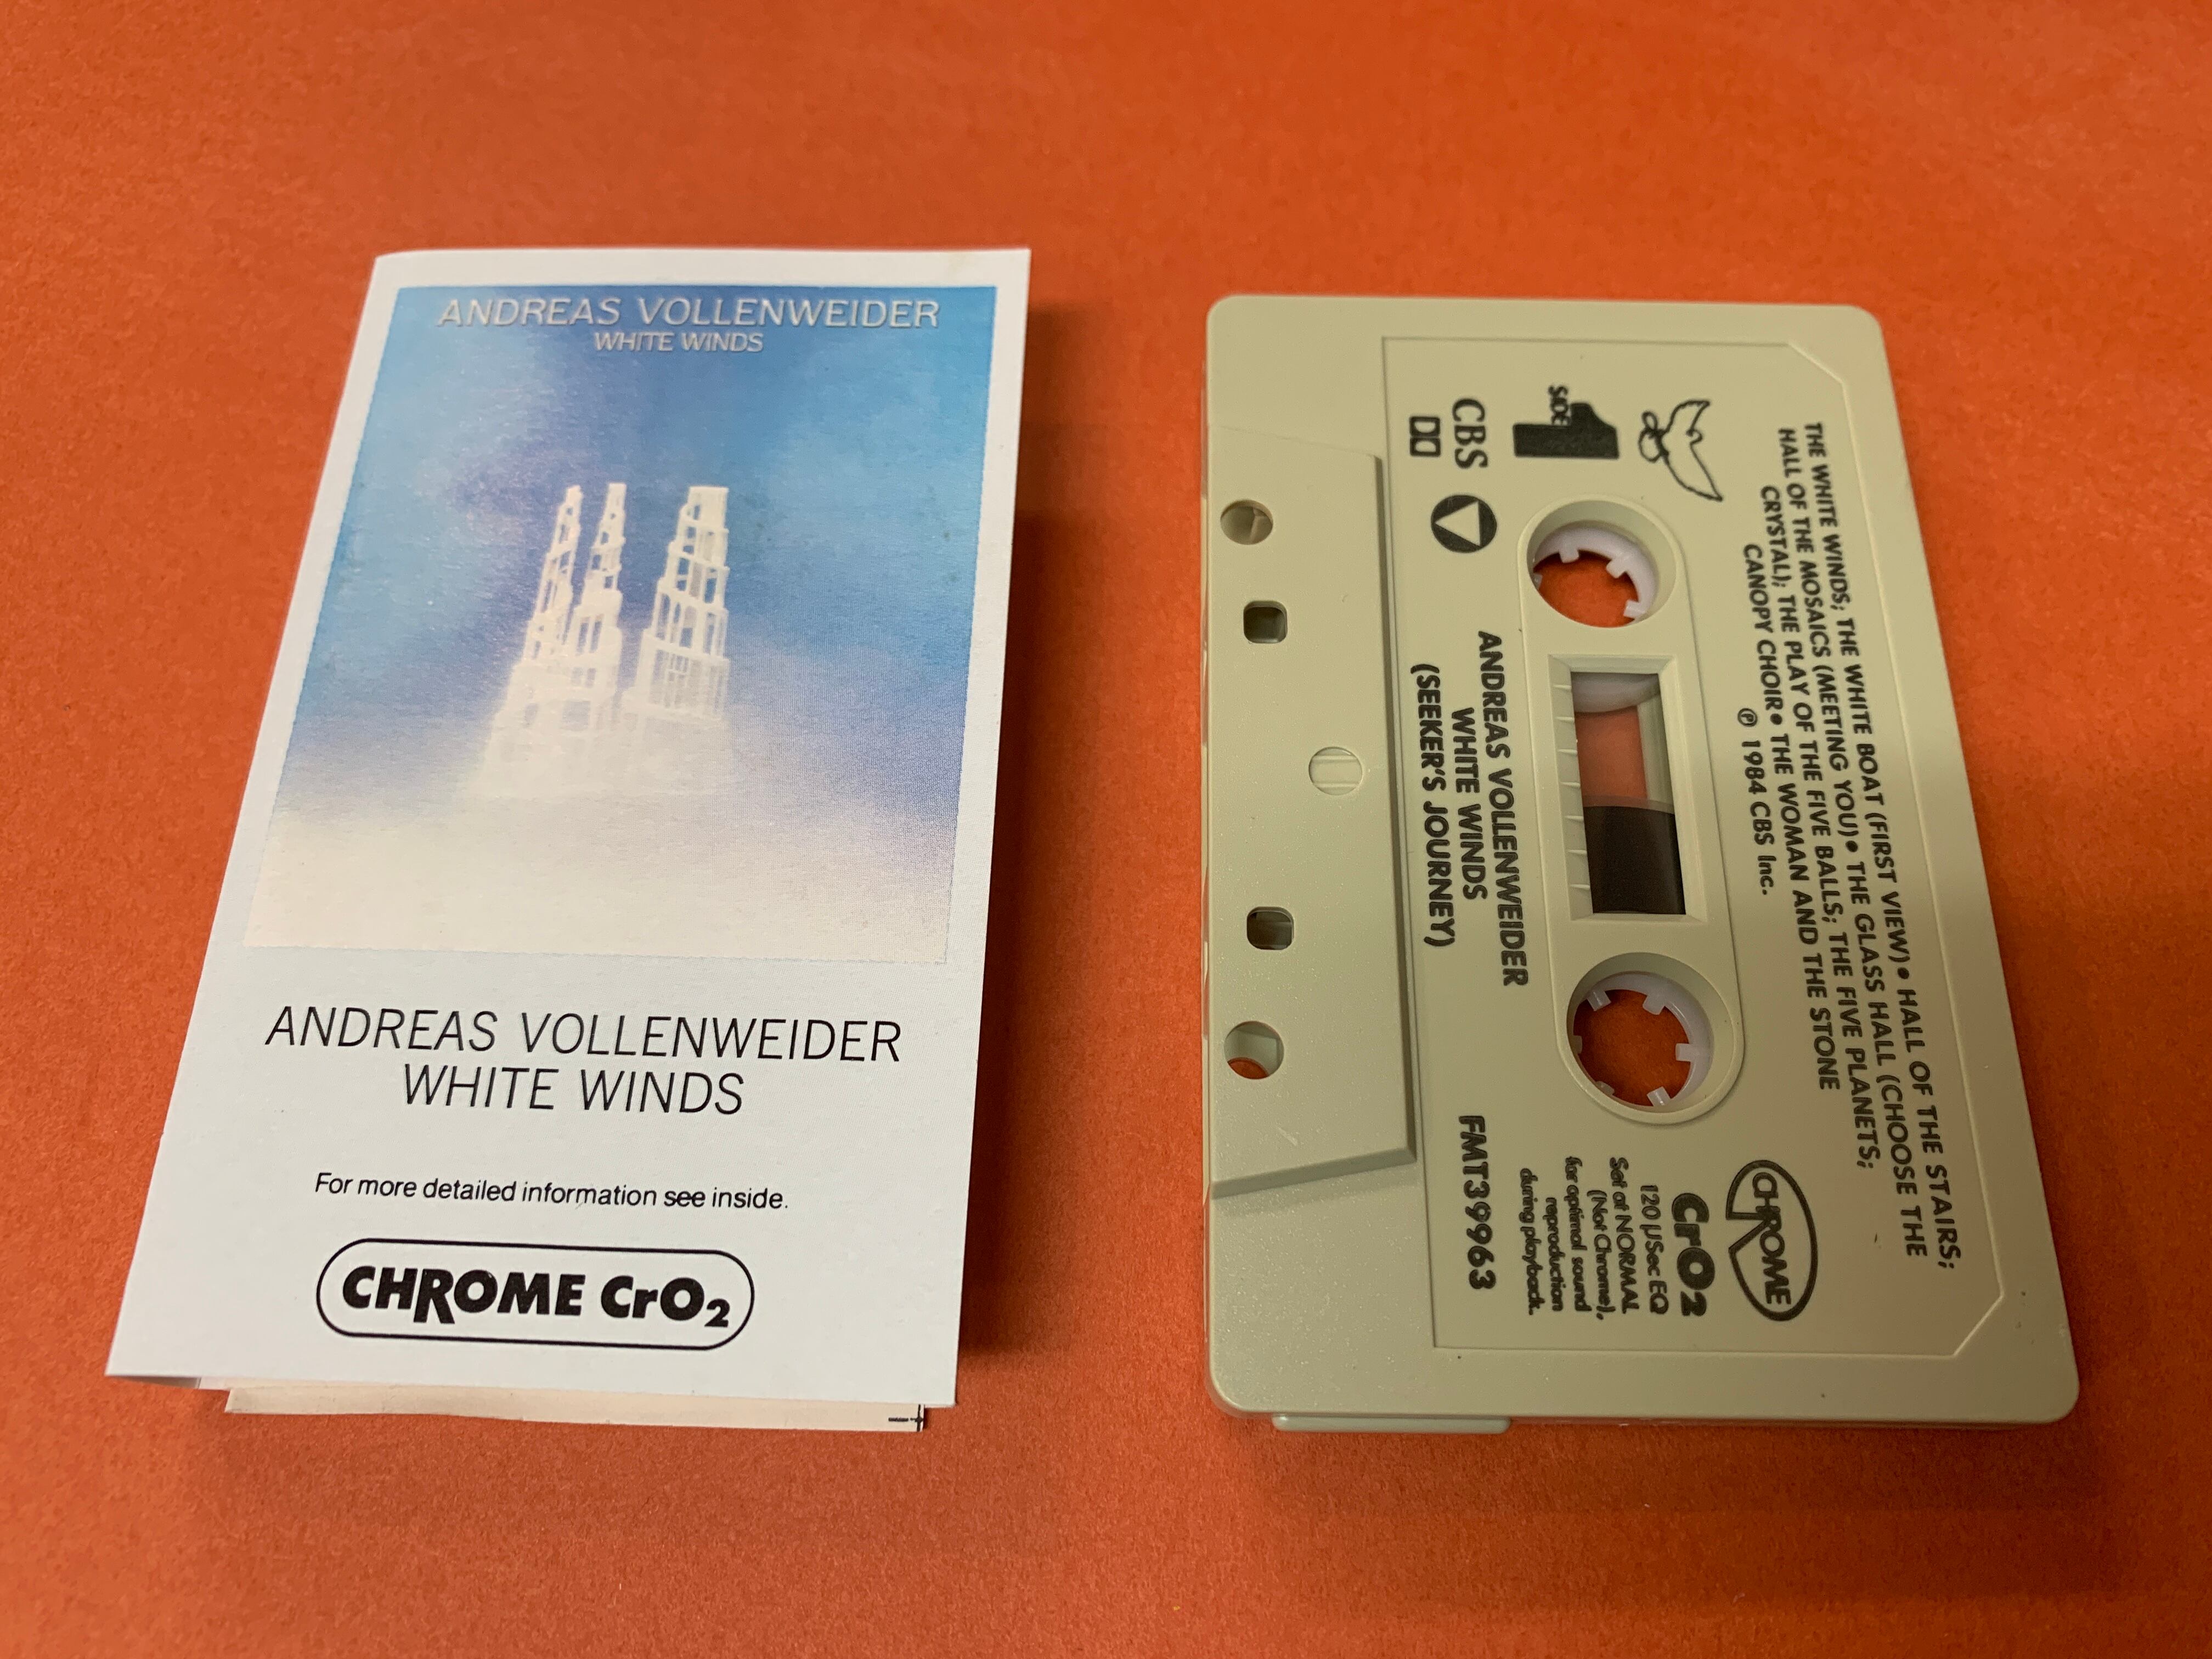 ANDREAS VOLLENWEIDER
WHITE WINDS
ANDREAS VOLLENWEIDER
WHITE WINDS
For more detailed information see inside.
CHROME CrO2
THE WHITE WINDS; THE WHITE BOAT (FIRST VIEW)• HALL OF THE STAIRS;
HALL OF THE MOSAICS (MEETING YOU)• THE GLASS HALL (CHOOSE THE
CRYSTAL); THE PLAY OF THE FIVE BALLS; THE FIVE PLANETS;
CANOPY CHOIR• THE WOMAN AND THE STONE
℗ 1984 CBS Inc.
SIDE
1
CBS
ANDREAS VOLLENWEIDER
WHITE WINDS
(SEEKER'S JOURNEY)
CHROME
CrO2
120 µSec EQ
Set at NORMAL
(Not Chrome),
for optimal sound
reproduction
during playback.
FMT39963